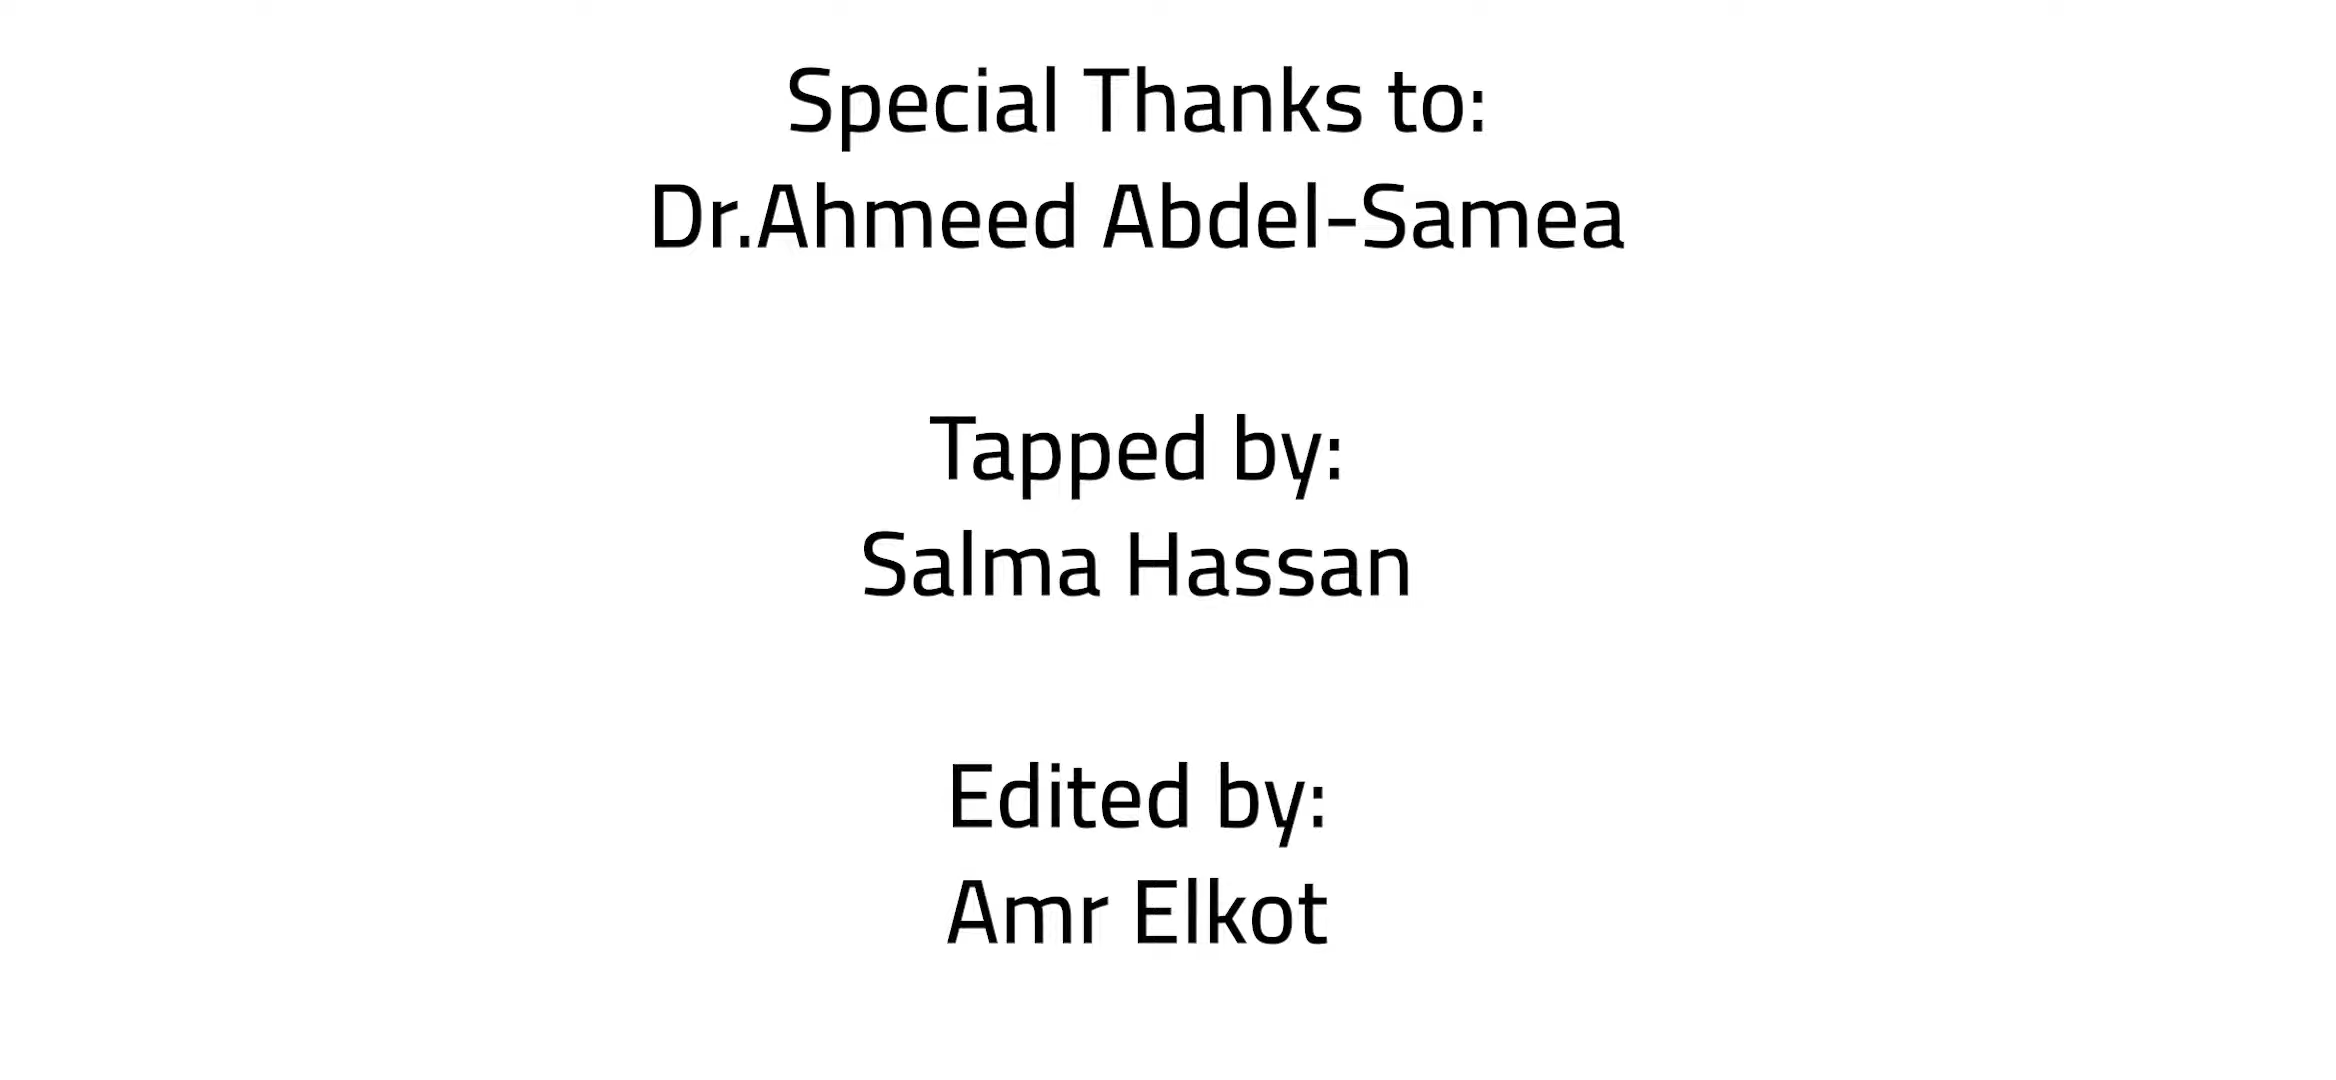 Special Thanks to:
Dr.Ahmeed Abdel-Samea
Tapped by:
Salma Hassan
Edited by:
Amr Elkot